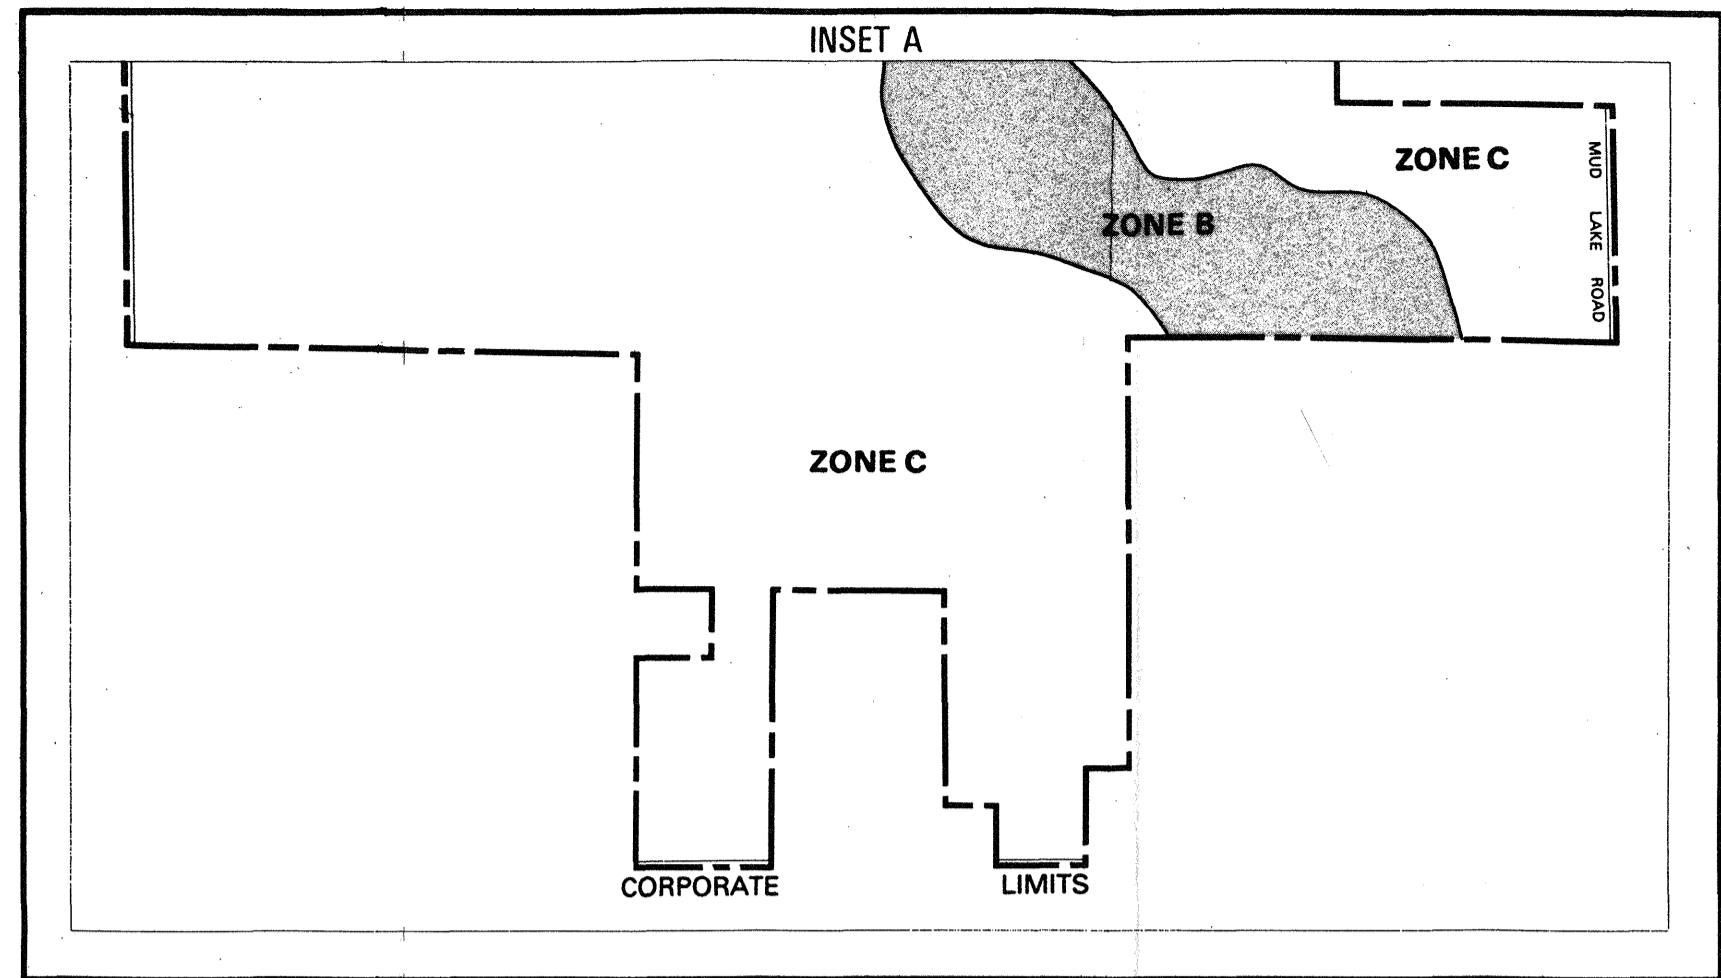 INSET A
ZONE C
MUD LAKE ROAD
ZONE B
ZONE C
CORPORATE LIMITS